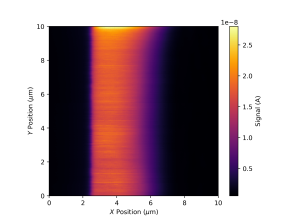 1e−8
10
8
6
4
2
0
Y Position (μm)
0 2 4 6 8 10
X Position (μm)
2.5
2.0
1.5
1.0
0.5
Signal (A)